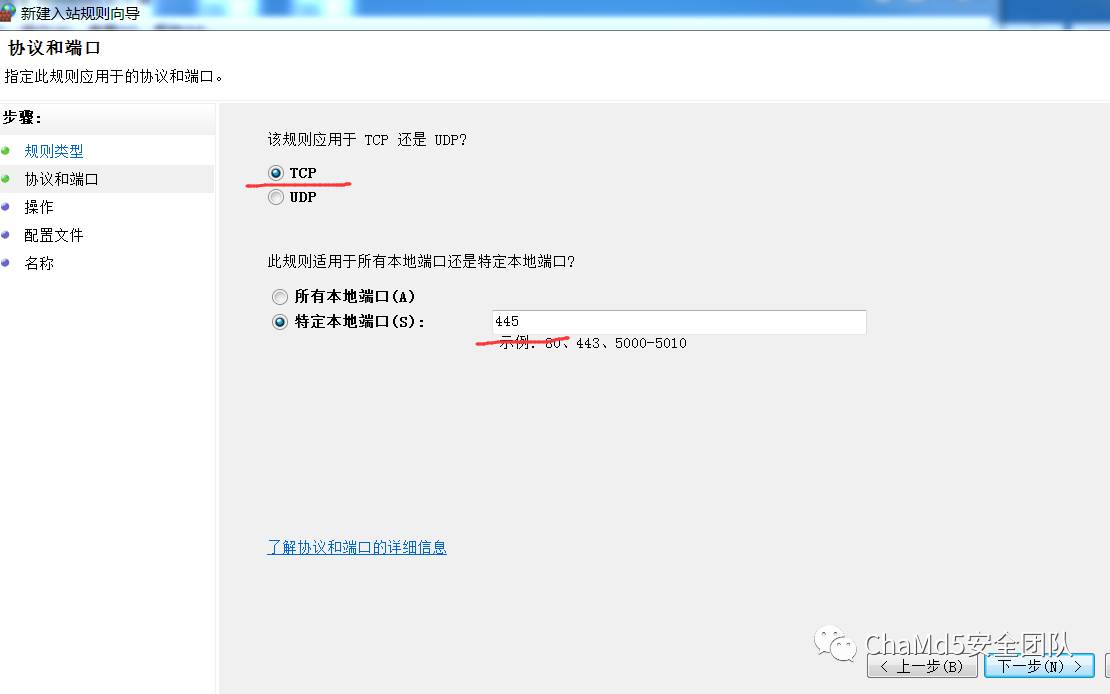 新建入站规则向导
协议和端口
指定此规则应用于的协议和端口。
步骤:
规则类型
协议和端口
操作
配置文件
名称
该规则应用于 TCP 还是 UDP?
TCP
UDP
此规则适用于所有本地端口还是特定本地端口?
所有本地端口(A)
特定本地端口(S): 445
示例: 80、443、5000-5010
了解协议和端口的详细信息
ChaMd5安全团队
< 上一步(B) 下一步(N) >